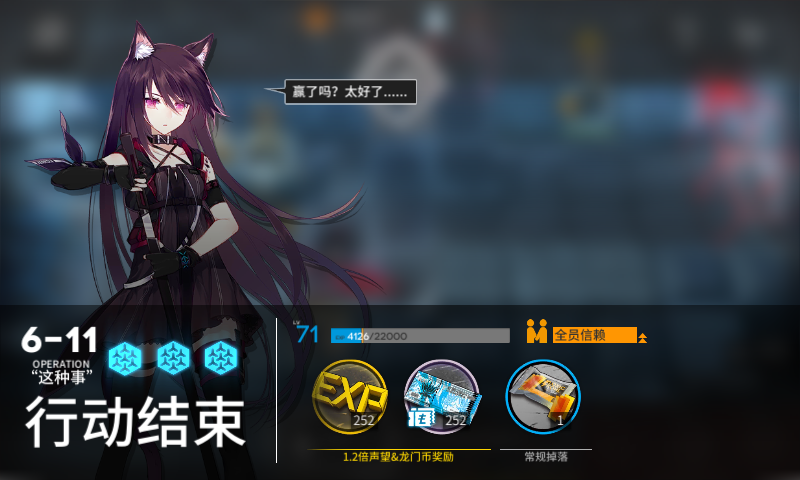 赢了吗？太好了……
6-11
OPERATION
“这种事”
行动结束
LV
71
4126/22000
全员信赖
EXP
252
252
1
1.2倍声望&龙门币奖励
常规掉落